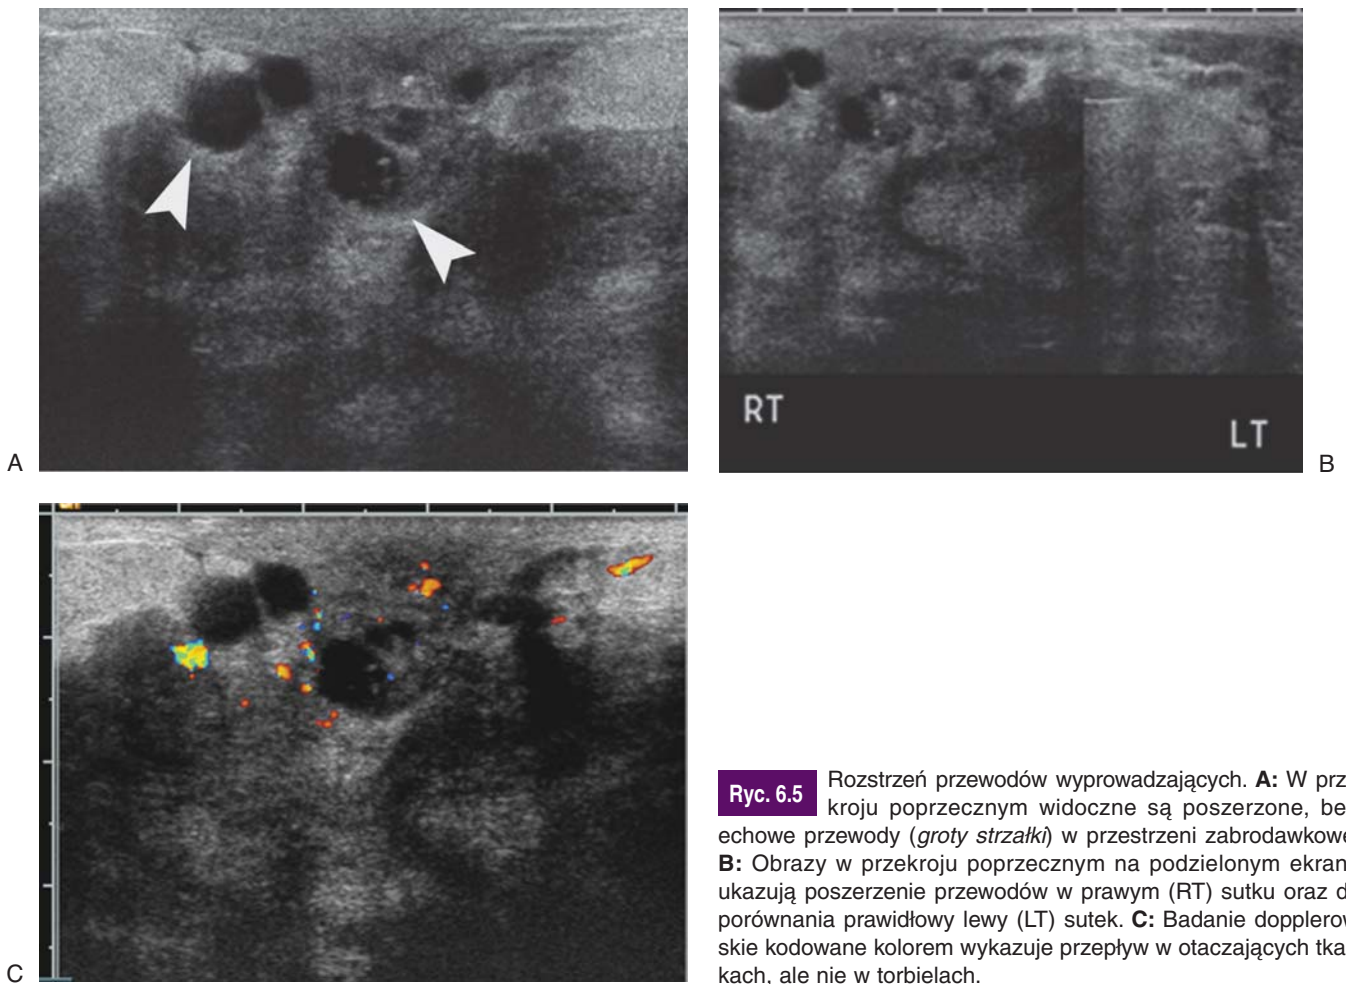 A
RT
LT
B
C
Ryc. 6.5
Rozstrzeń przewodów wyprowadzających. A: W prz
kroju poprzecznym widoczne są poszerzone, be
echowe przewody (groty strzałki) w przestrzeni zabrodawkowe
B: Obrazy w przekroju poprzecznym na podzielonym ekran
ukazują poszerzenie przewodów w prawym (RT) sutku oraz d
porównania prawidłowy lewy (LT) sutek. C: Badanie dopplerow
skie kodowane kolorem wykazuje przepływ w otaczających tka
kach, ale nie w torbielach.